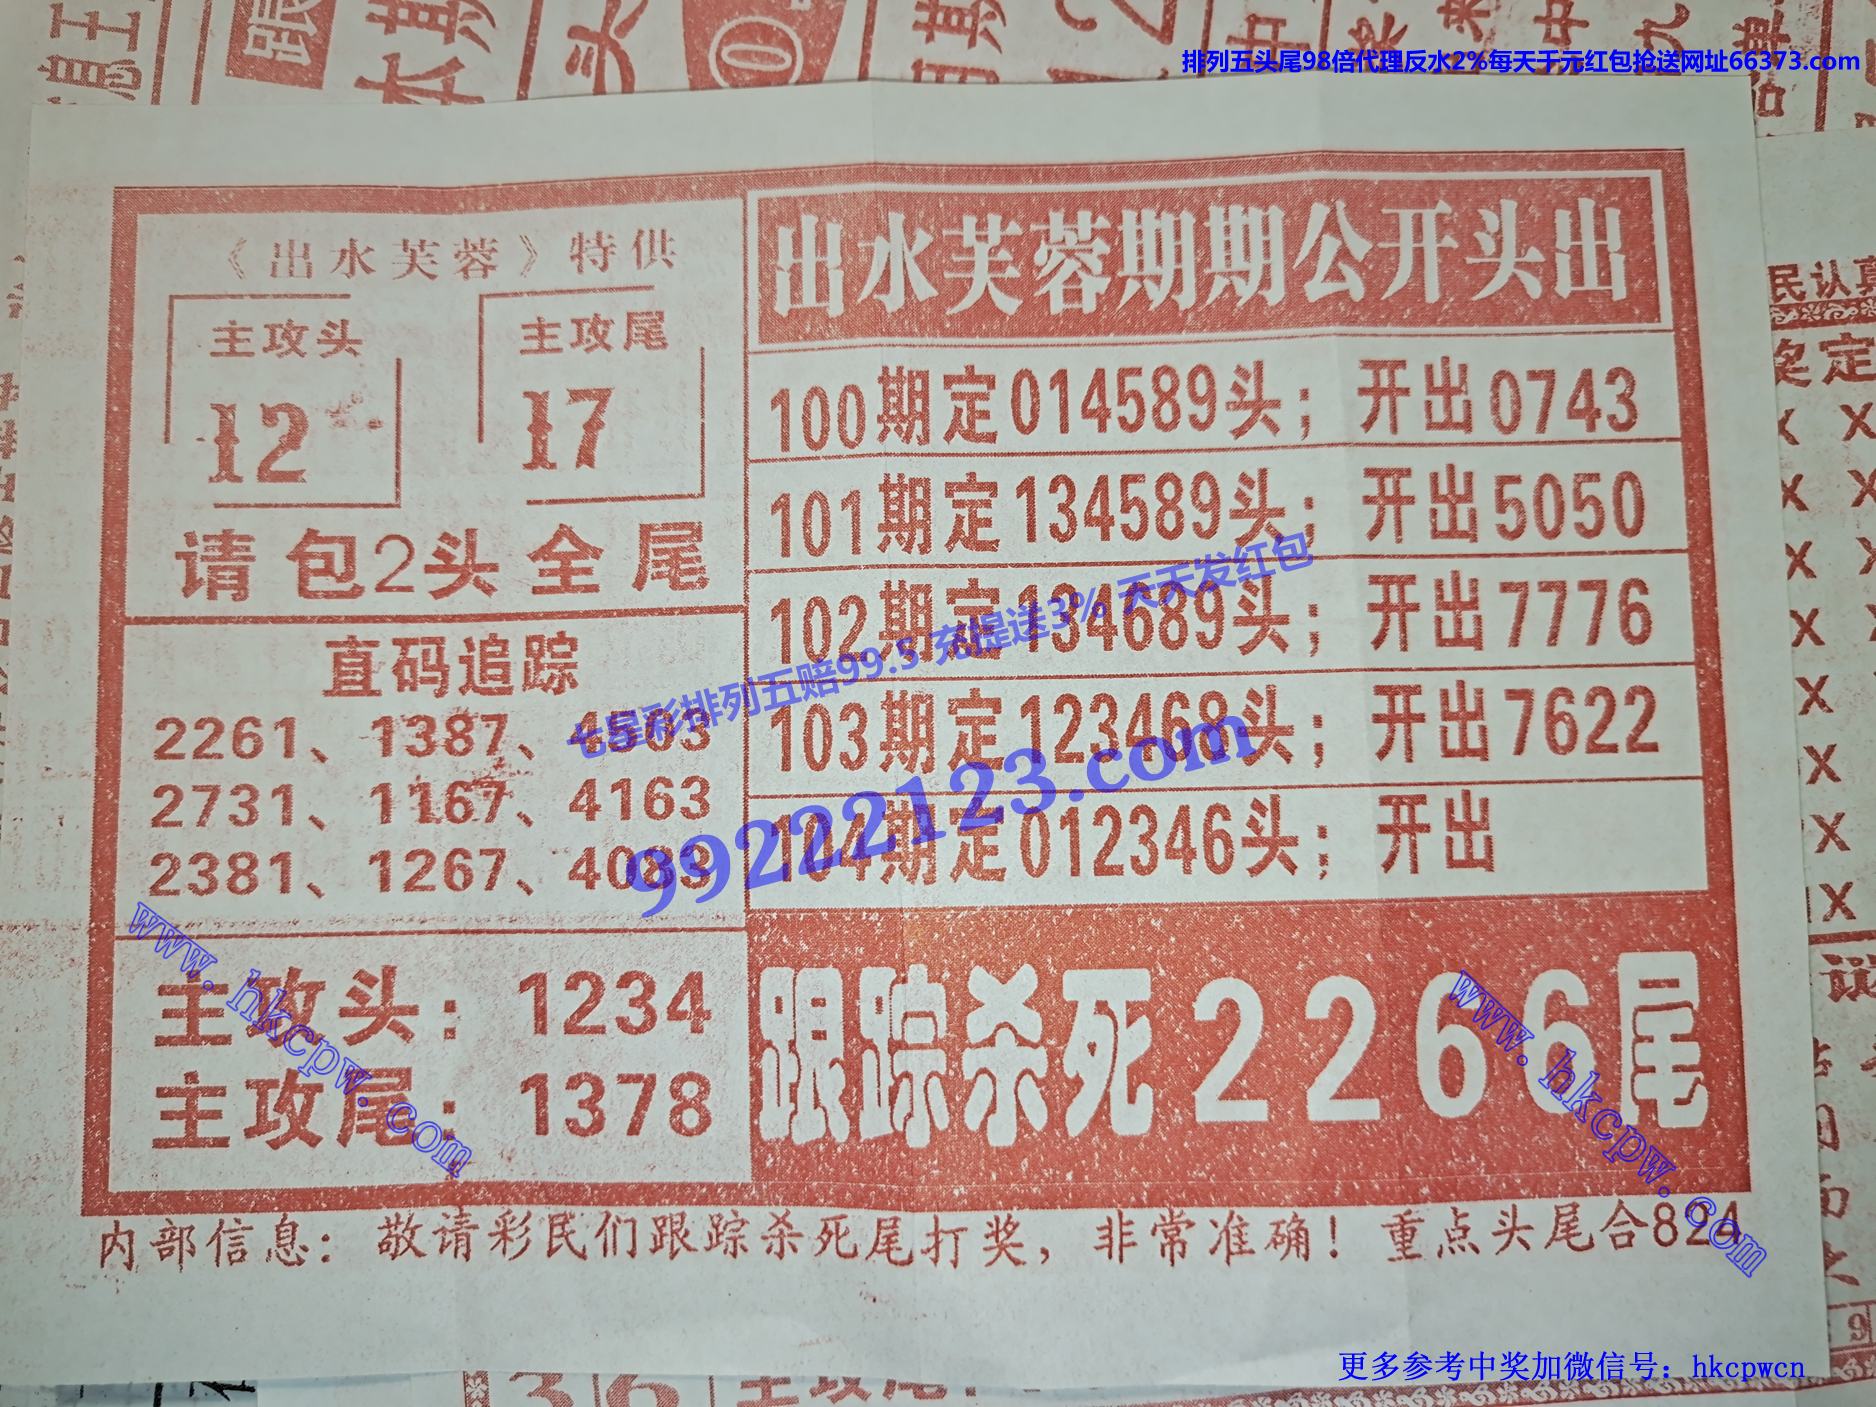 排列五头尾98倍代理反水2%每天千元红包抢送网址66373.com
《出水芙蓉》特供
主攻头
12
主攻尾
17
请包2头全尾
直码追踪
2261、1387、4563
2731、1167、4163
2381、1267、4083
主攻头：1234
主攻尾：1378
出水芙蓉期期公开头出
100期定014589头；开出0743
101期定134589头；开出5050
102期定134689头；开出7776
103期定123468头；开出7622
104期定012346头；开出
跟踪杀死2266尾
内部信息：敬请彩民们跟踪杀死尾打奖，非常准确！重点头尾合824
七星彩排列五赔99.5 充提送3% 天天发红包
99222123.com
www.hkcpw.com
www.hkcpw.com
民认真
奖定
X X
X X
X X
X X
X
X
X
X
36 主攻尾
更多参考中奖加微信号：hkcpwcn